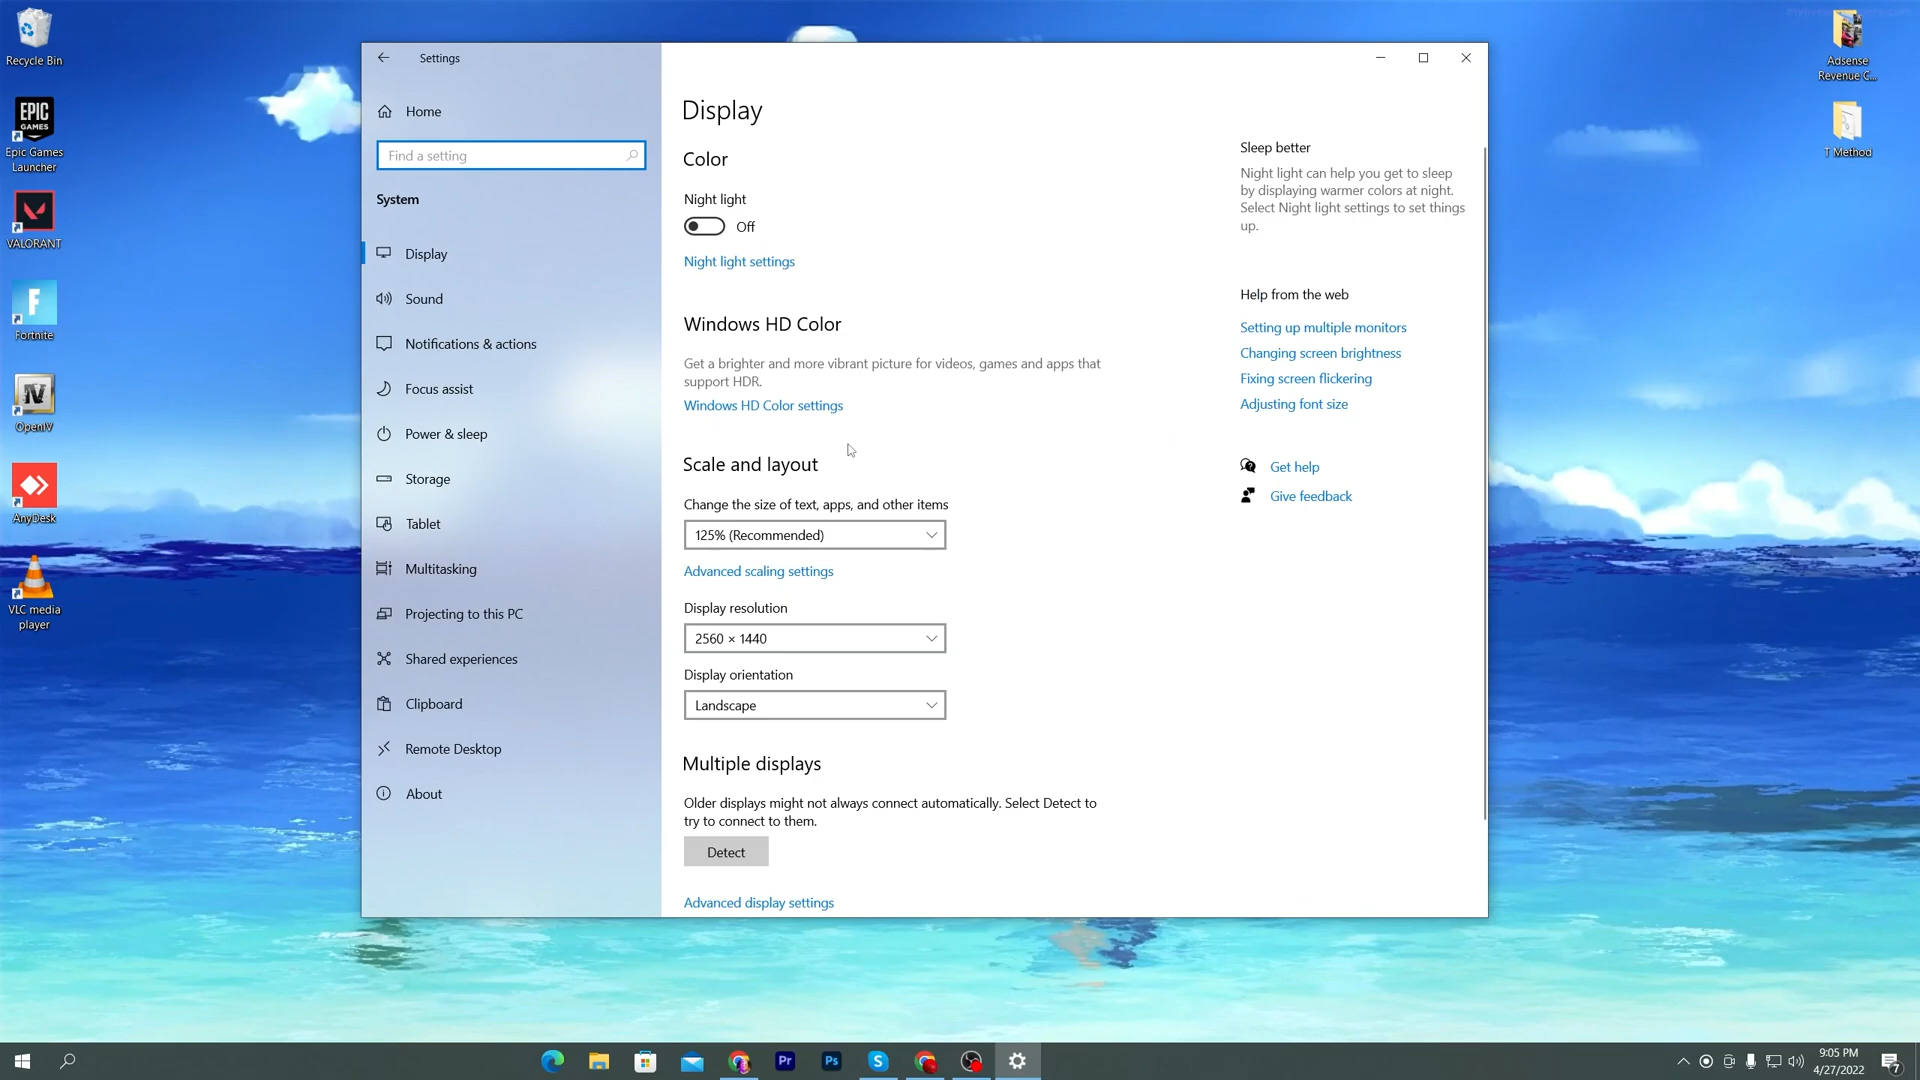 Recycle Bin
EPIC
GAMES
Epic Games
Launcher
VALORANT
Fortnite
IV
OpenIV
AnyDesk
VLC media
player
Settings
Home
Find a setting
System
Display
Sound
Notifications & actions
Focus assist
Power & sleep
Storage
Tablet
Multitasking
Projecting to this PC
Shared experiences
Clipboard
Remote Desktop
About
Display
Color
Night light
Off
Night light settings
Windows HD Color
Get a brighter and more vibrant picture for videos, games and apps that
support HDR.
Windows HD Color settings
Scale and layout
Change the size of text, apps, and other items
125% (Recommended)
Advanced scaling settings
Display resolution
2560 × 1440
Display orientation
Landscape
Multiple displays
Older displays might not always connect automatically. Select Detect to
try to connect to them.
Detect
Advanced display settings
Sleep better
Night light can help you get to sleep
by displaying warmer colors at night.
Select Night light settings to set things
up.
Help from the web
Setting up multiple monitors
Changing screen brightness
Fixing screen flickering
Adjusting font size
Get help
Give feedback
Adsense
Revenue C...
T Method
Pr
Ps
S
9:05 PM
4/27/2022
7